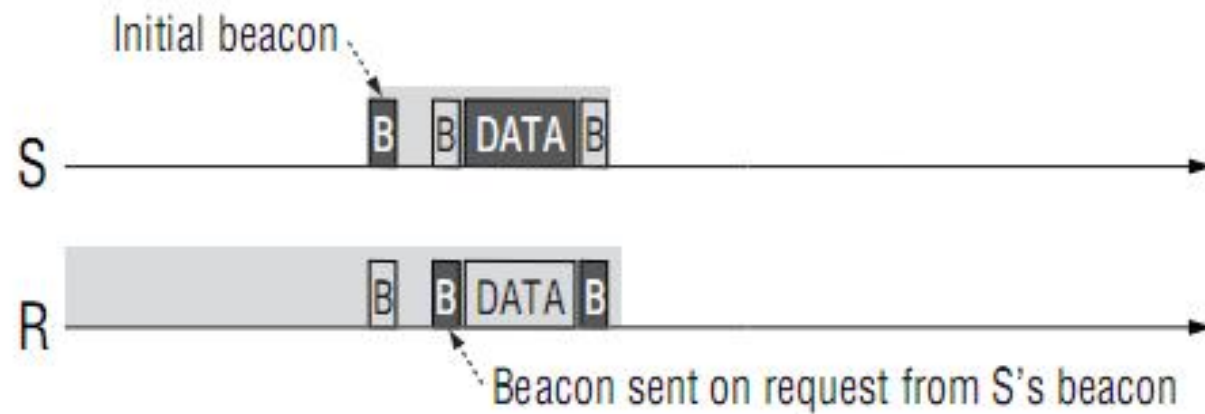 Initial beacon
S B B DATA B
R B B DATA B
Beacon sent on request from S's beacon